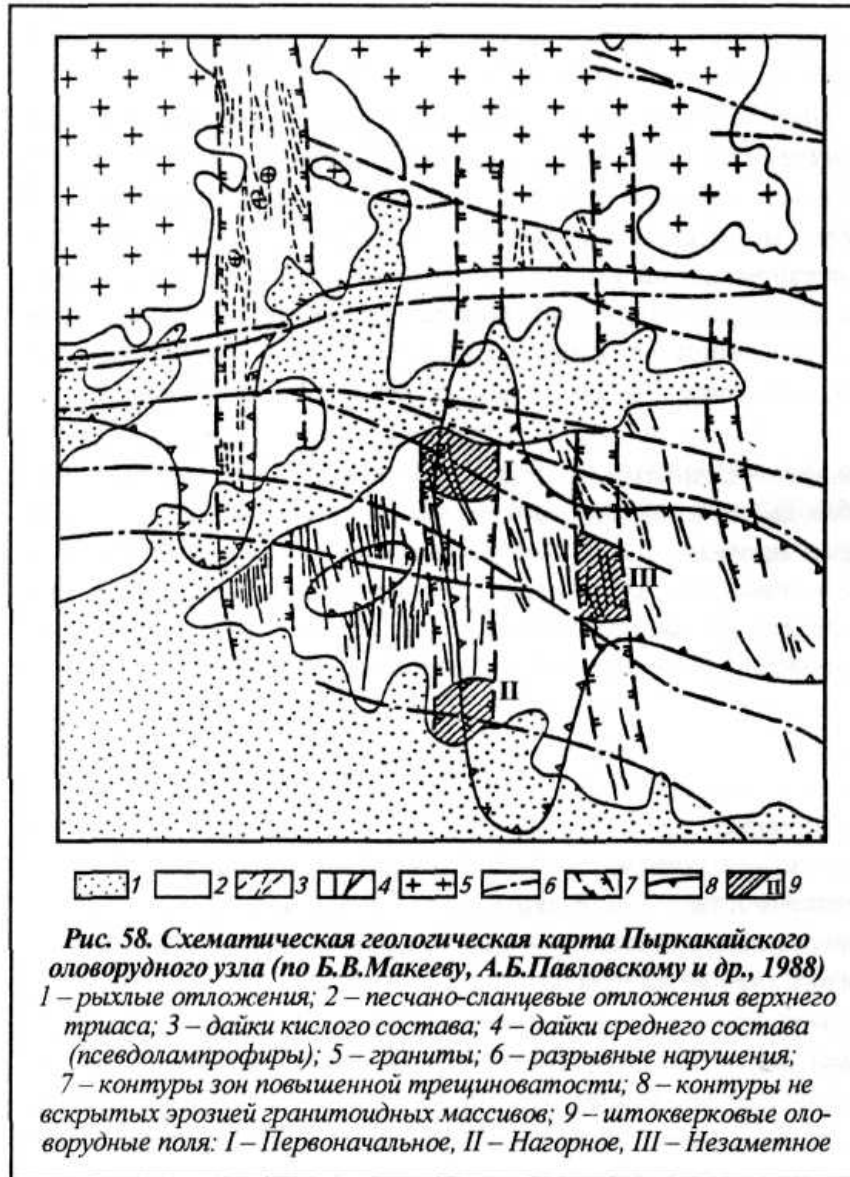 I
III
II
1 2 3 4 5 6 7 8 II 9
Рис. 58. Схематическая геологическая карта Пыркакайского
оловорудного узла (по Б.В.Макееву, А.Б.Павловскому и др., 1988)
1 – рыхлые отложения; 2 – песчано-сланцевые отложения верхнего
триаса; 3 – дайки кислого состава; 4 – дайки среднего состава
(псевдолампрофиры); 5 – граниты; 6 – разрывные нарушения;
7 – контуры зон повышенной трещиноватости; 8 – контуры не
вскрытых эрозией гранитоидных массивов; 9 – штокверковые оло-
ворудные поля: I – Первоначальное, II – Нагорное, III – Незаметное